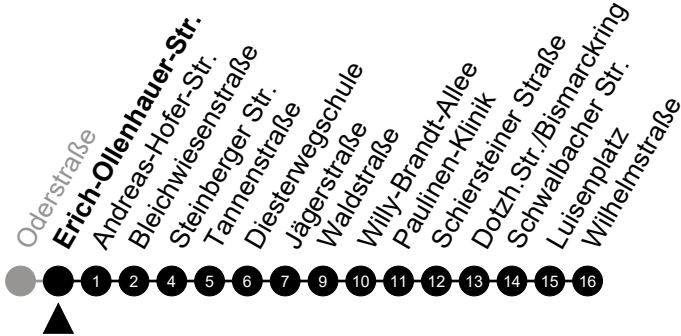 Oderstraße
Erich-Ollenhauer-Str.
Andreas-Hofer-Str.
Bleichwiesenstraße
Steinberger Str.
Tannenstraße
Diesterwegschule
Jägerstraße
Waldstraße
Willy-Brandt-Allee
Paulinen-Klinik
Schiersteiner Straße
Dotzh.Str./Bismarckring
Schwalbacher Str.
Luisenplatz
Wilhelmstraße
1 2 4 5 6 7 9 10 11 12 13 14 15 16